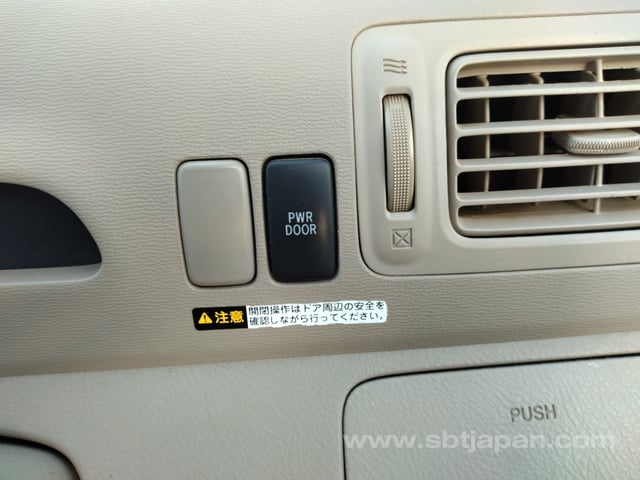 PWR
DOOR
注意
開閉操作はドア周辺の安全を
確認しながら行ってください。
PUSH
www.sbtjapan.com